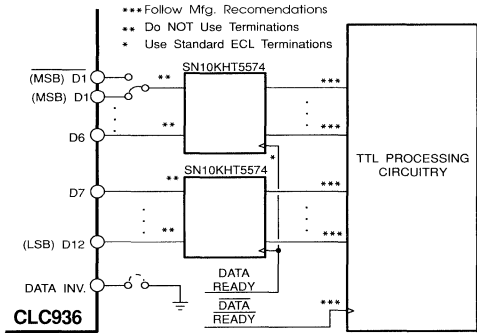 ***Follow Mfg. Recomendations
** Do NOT Use Terminations
* Use Standard ECL Terminations
SN10KHT5574
(MSB) D1
(MSB) D1
D6
**
**
***
***
*
SN10KHT5574
D7
(LSB) D12
**
**
***
***
TTL PROCESSING
CIRCUITRY
DATA INV.
DATA
READY
DATA
READY
***
CLC936